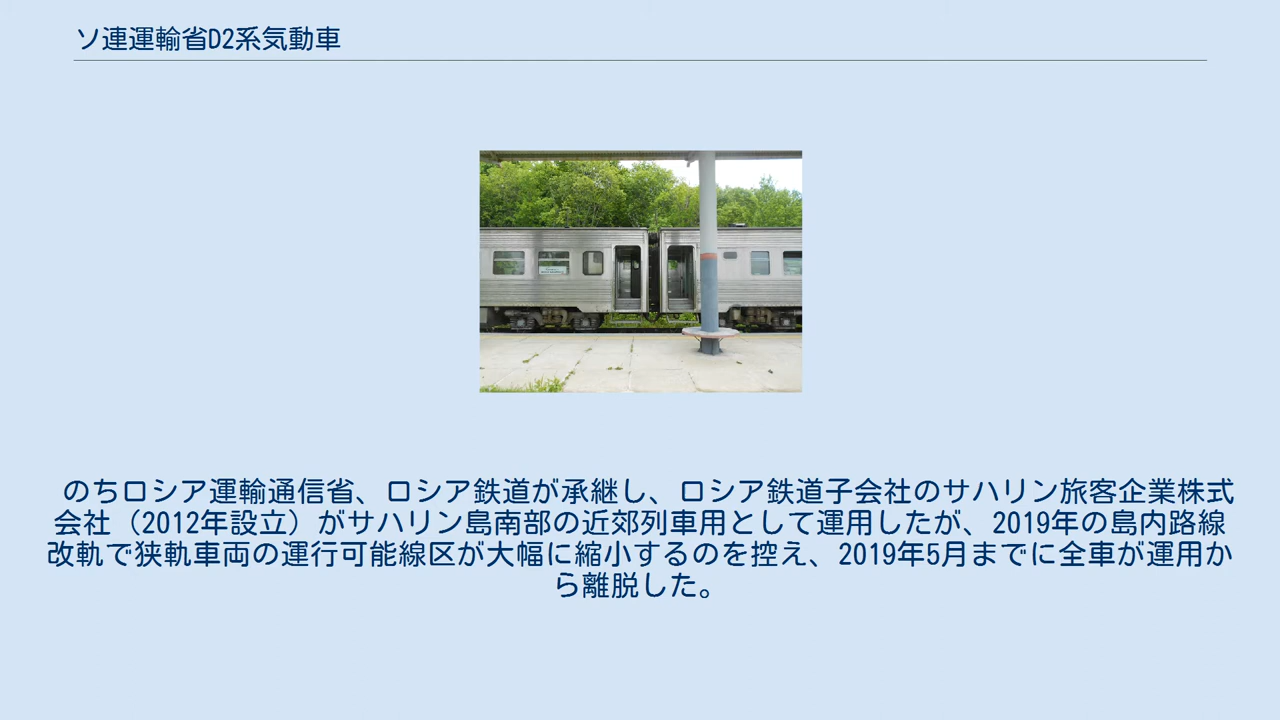 ソ連運輸省D2系気動車
のちロシア運輸通信省、ロシア鉄道が承継し、ロシア鉄道子会社のサハリン旅客企業株式
会社（2012年設立）がサハリン島南部の近郊列車用として運用したが、2019年の島内路線
改軌で狭軌車両の運行可能線区が大幅に縮小するのを控え、2019年5月までに全車が運用か
ら離脱した。